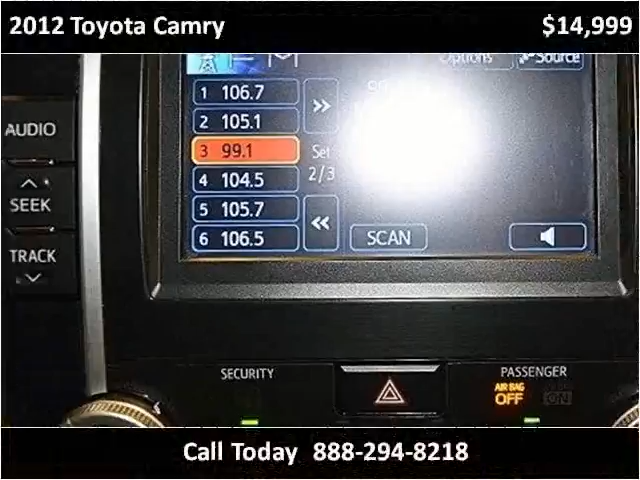 2012 Toyota Camry $14,999
Options Source
1 106.7
2 105.1
3 99.1
4 104.5
5 105.7
6 106.5
>>
Set
2/3
<<
SCAN
AUDIO
SEEK
TRACK
SECURITY
PASSENGER
AIR BAG
OFF ON
Call Today 888-294-8218